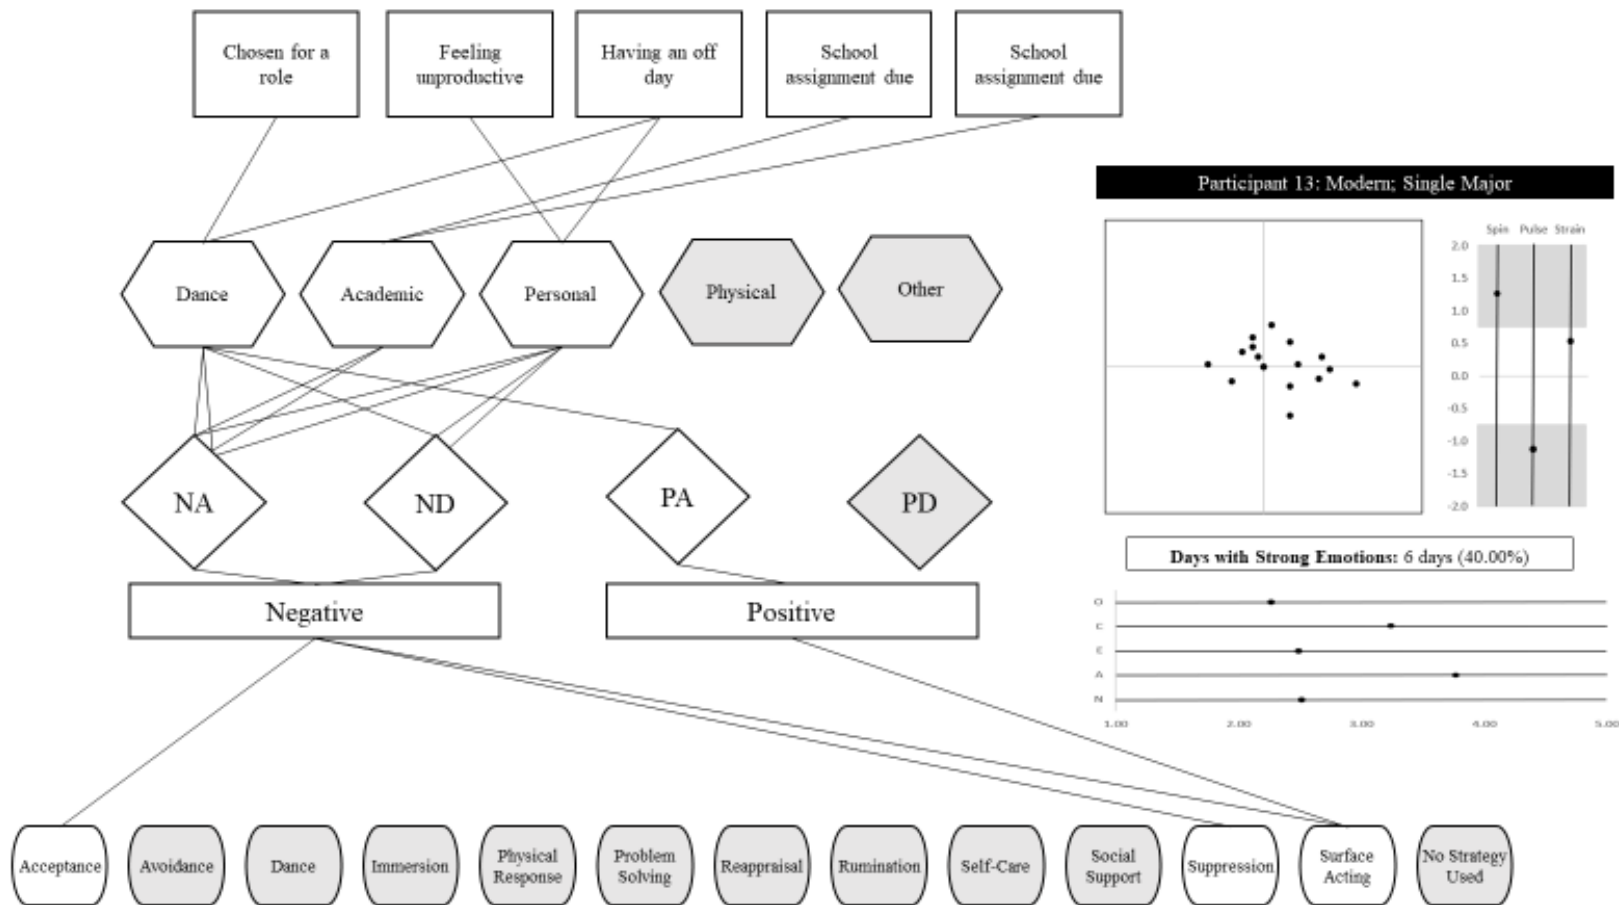 Chosen for a
role
Feeling
unproductive
Having an off
day
School
assignment due
School
assignment due
Dance
Academic
Personal
Physical
Other
NA
ND
PA
PD
Negative
Positive
Acceptance
Avoidance
Dance
Immersion
Physical
Response
Problem
Solving
Reappraisal
Rumination
Self-Care
Social
Support
Suppression
Surface
Acting
No Strategy
Used
Participant 13: Modern; Single Major
Spin Pulse Strain
2.0
1.5
1.0
0.5
0.0
-0.5
-1.0
-1.5
-2.0
Days with Strong Emotions: 6 days (40.00%)
O
C
E
A
N
1.00 2.00 3.00 4.00 5.00